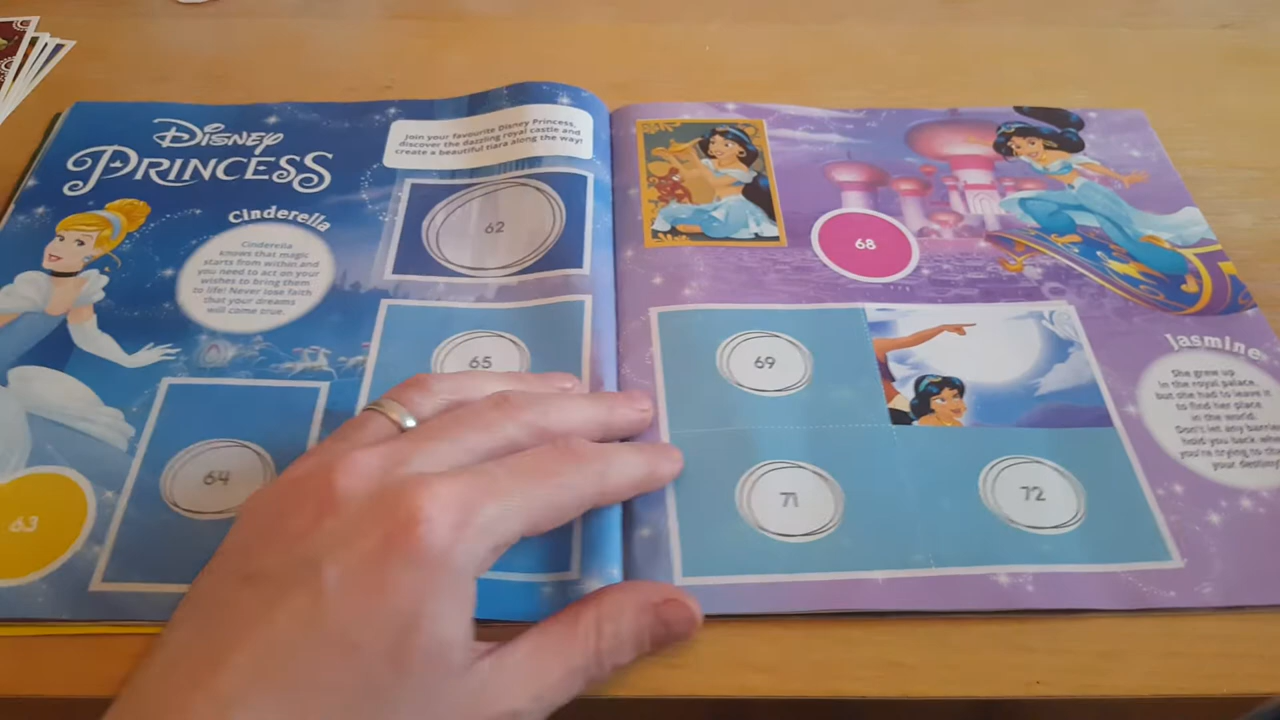 Disney
PRINCESS
Join your favourite Disney Princess,
discover the dazzling royal castle and
create a beautiful tiara along the way!
Cinderella
Cinderella
knows that magic
starts from within and
you need to act on your
wishes to bring them
to life! Never lose faith
that your dreams
will come true.
62
65
64
63
68
69
71
72
Jasmine
She grew up
in the royal palace,
but she had to leave it
to find her place
in the world.
Don't let any barrie
hold you back whe
you're trying to
your destiny